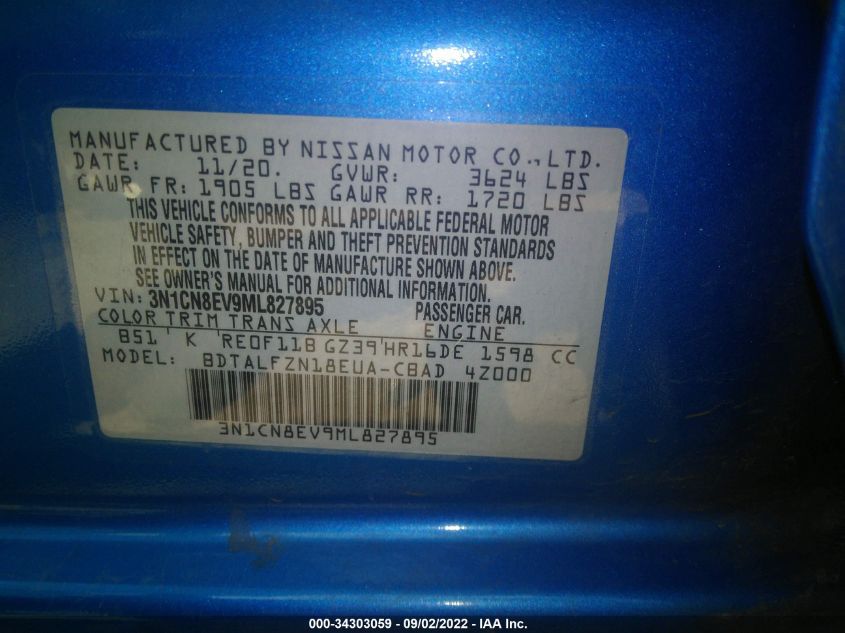 MANUFACTURED BY NISSAN MOTOR CO.,LTD.
DATE: 11/20. GVWR: 3624 LBS
GAWR FR: 1905 LBS GAWR RR: 1720 LBS
THIS VEHICLE CONFORMS TO ALL APPLICABLE FEDERAL MOTOR
VEHICLE SAFETY, BUMPER AND THEFT PREVENTION STANDARDS
IN EFFECT ON THE DATE OF MANUFACTURE SHOWN ABOVE.
SEE OWNER'S MANUAL FOR ADDITIONAL INFORMATION.
VIN: 3N1CN8EV9ML827895 PASSENGER CAR.
COLOR TRIM TRANS AXLE ENGINE
B51 ' K 'RE0F11B GZ39'HR16DE 1598 CC
MODEL: BDTALFZN18EUA-CBAD 4Z000
3N1CN8EV9ML827895
000-34303059 - 09/02/2022 - IAA Inc.